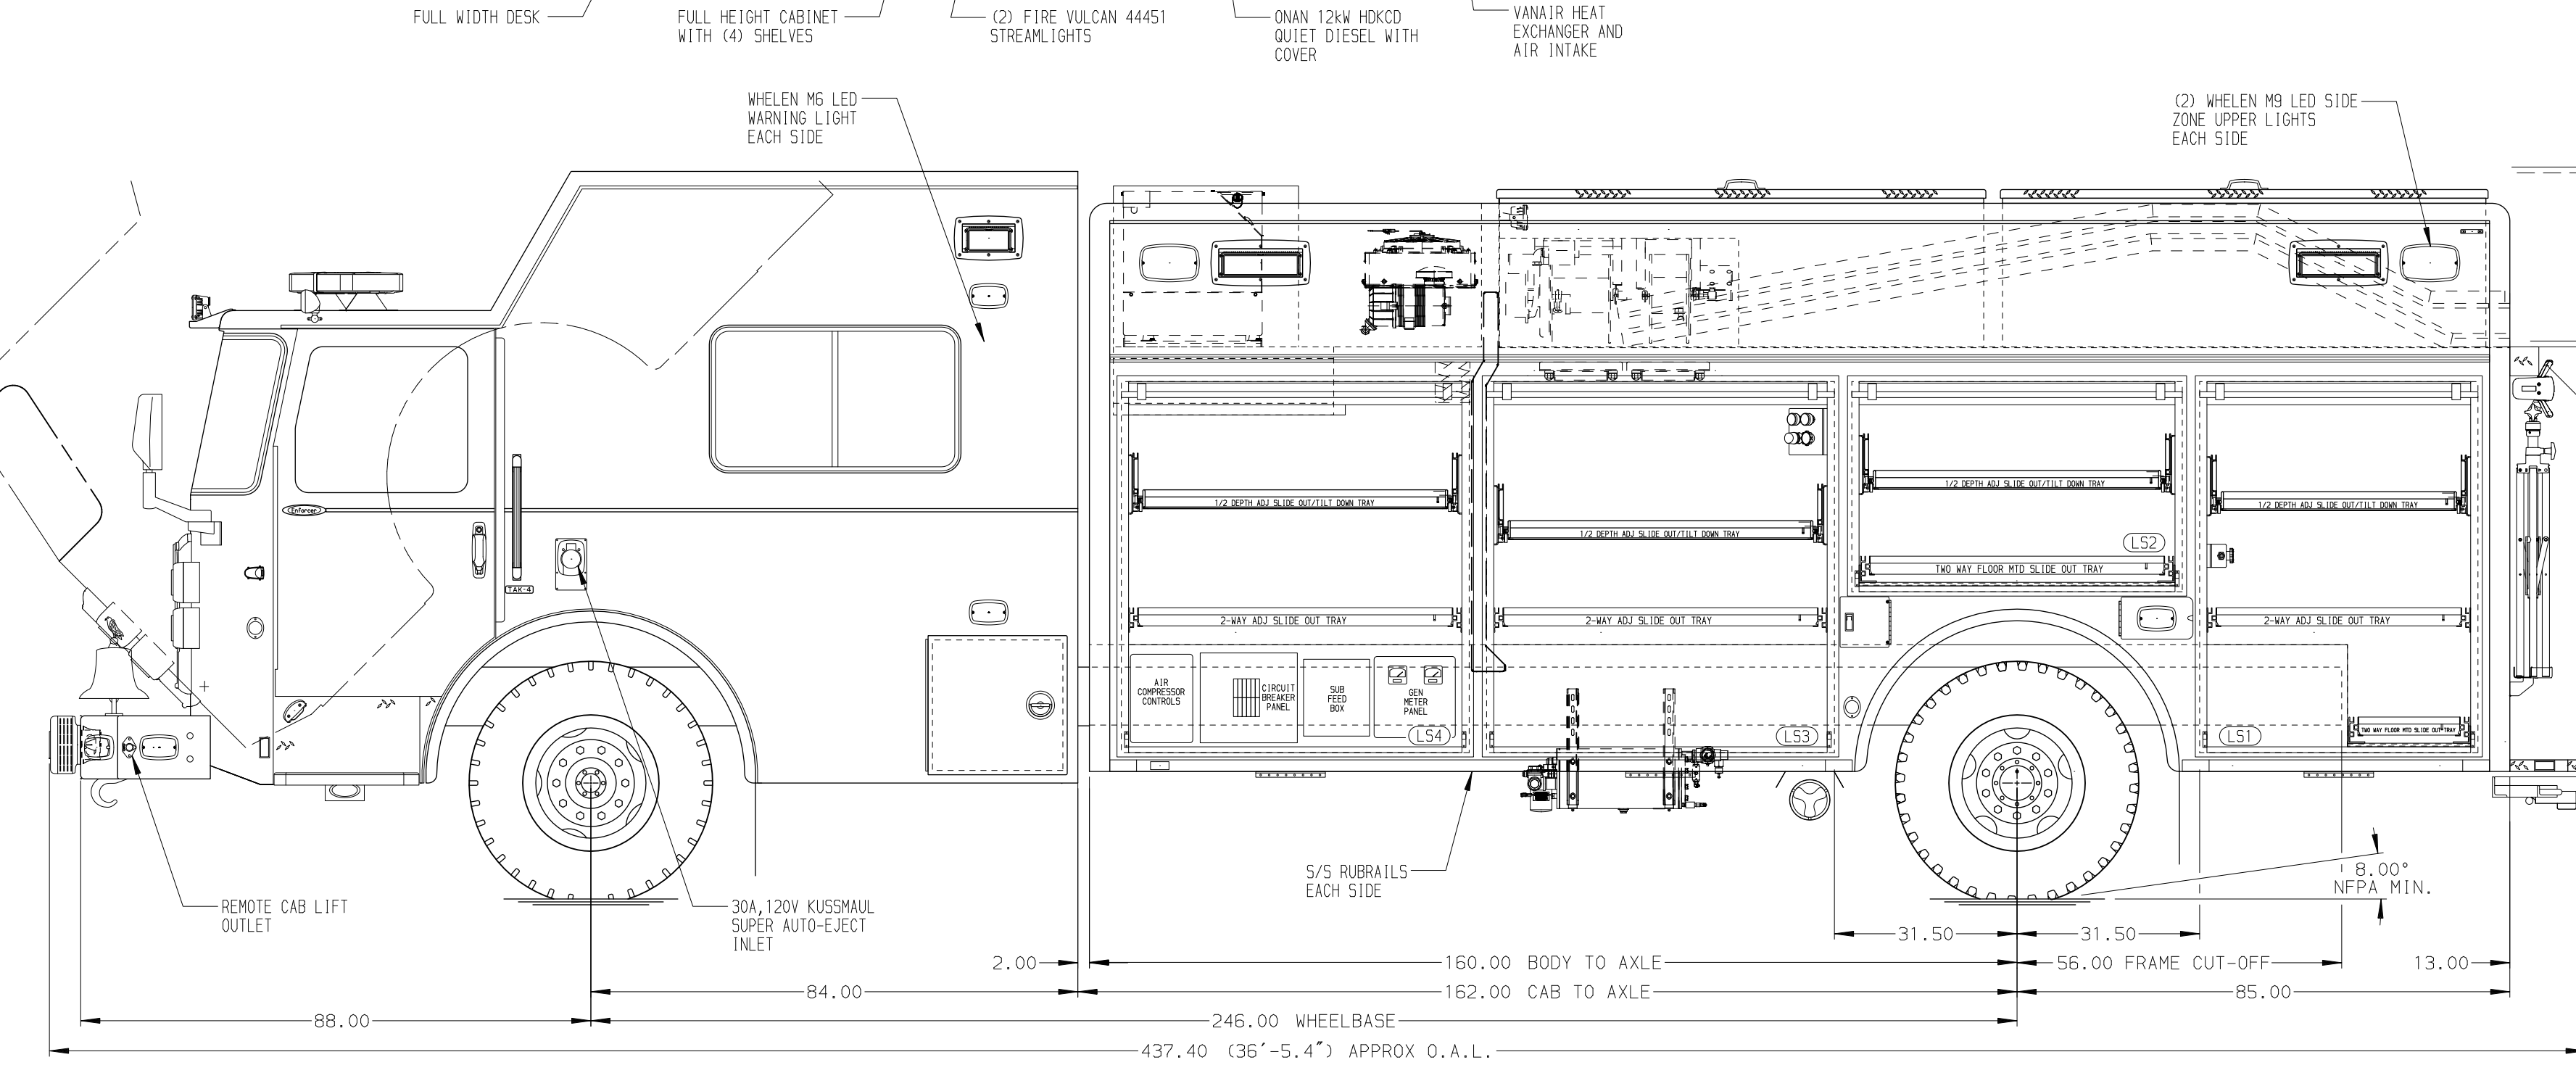 FULL WIDTH DESK
FULL HEIGHT CABINET
WITH (4) SHELVES
(2) FIRE VULCAN 44451
STREAMLIGHTS
ONAN 12kW HDKCD
QUIET DIESEL WITH
COVER
VANAIR HEAT
EXCHANGER AND
AIR INTAKE
WHELEN M6 LED
WARNING LIGHT
EACH SIDE
(2) WHELEN M9 LED SIDE
ZONE UPPER LIGHTS
EACH SIDE
Enforcer
TAK-4
1/2 DEPTH ADJ SLIDE OUT/TILT DOWN TRAY
1/2 DEPTH ADJ SLIDE OUT/TILT DOWN TRAY
1/2 DEPTH ADJ SLIDE OUT/TILT DOWN TRAY
1/2 DEPTH ADJ SLIDE OUT/TILT DOWN TRAY
LS2
TWO WAY FLOOR MTD SLIDE OUT TRAY
2-WAY ADJ SLIDE OUT TRAY
2-WAY ADJ SLIDE OUT TRAY
2-WAY ADJ SLIDE OUT TRAY
AIR
COMPRESSOR
CONTROLS
CIRCUIT
BREAKER
PANEL
SUB
FEED
BOX
GEN
METER
PANEL
LS4
LS3
LS1
TWO WAY FLOOR MTD SLIDE OUT TRAY
S/S RUBRAILS
EACH SIDE
8.00°
NFPA MIN.
REMOTE CAB LIFT
OUTLET
30A,120V KUSSMAUL
SUPER AUTO-EJECT
INLET
31.50
31.50
2.00
160.00 BODY TO AXLE
56.00 FRAME CUT-OFF
13.00
84.00
162.00 CAB TO AXLE
85.00
88.00
246.00 WHEELBASE
437.40 (36'-5.4") APPROX O.A.L.